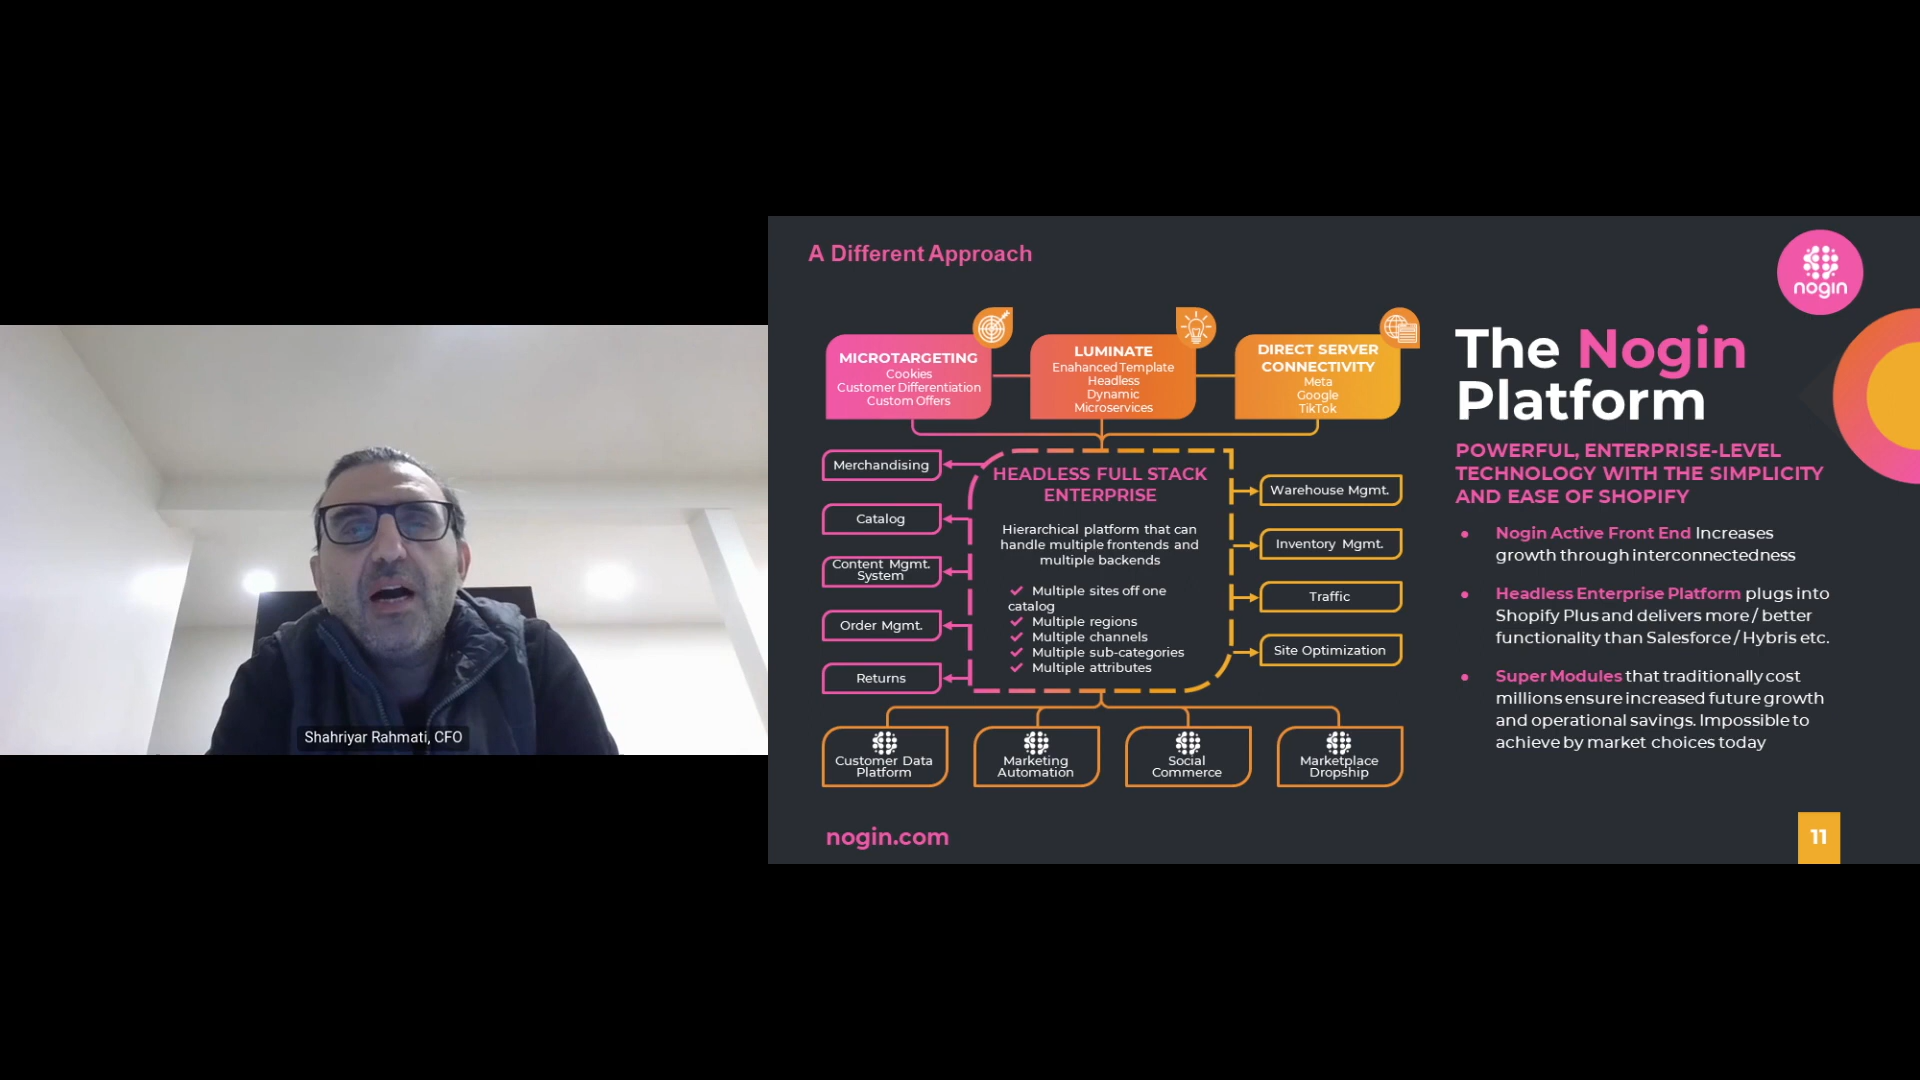 Shahriyar Rahmati, CFO
A Different Approach
nogin
MICROTARGETING
Cookies
Customer Differentiation
Custom Offers
LUMINATE
Enahanced Template
Headless
Dynamic
Microservices
DIRECT SERVER
CONNECTIVITY
Meta
Google
TikTok
Merchandising
Catalog
Content Mgmt.
System
Order Mgmt.
Returns
HEADLESS FULL STACK
ENTERPRISE
Hierarchical platform that can
handle multiple frontends and
multiple backends
✓ Multiple sites off one
catalog
✓ Multiple regions
✓ Multiple channels
✓ Multiple sub-categories
✓ Multiple attributes
Warehouse Mgmt.
Inventory Mgmt.
Traffic
Site Optimization
Customer Data
Platform
Marketing
Automation
Social
Commerce
Marketplace
Dropship
The Nogin
Platform
POWERFUL, ENTERPRISE-LEVEL
TECHNOLOGY WITH THE SIMPLICITY
AND EASE OF SHOPIFY
• Nogin Active Front End Increases
growth through interconnectedness
• Headless Enterprise Platform plugs into
Shopify Plus and delivers more / better
functionality than Salesforce / Hybris etc.
• Super Modules that traditionally cost
millions ensure increased future growth
and operational savings. Impossible to
achieve by market choices today
nogin.com
11